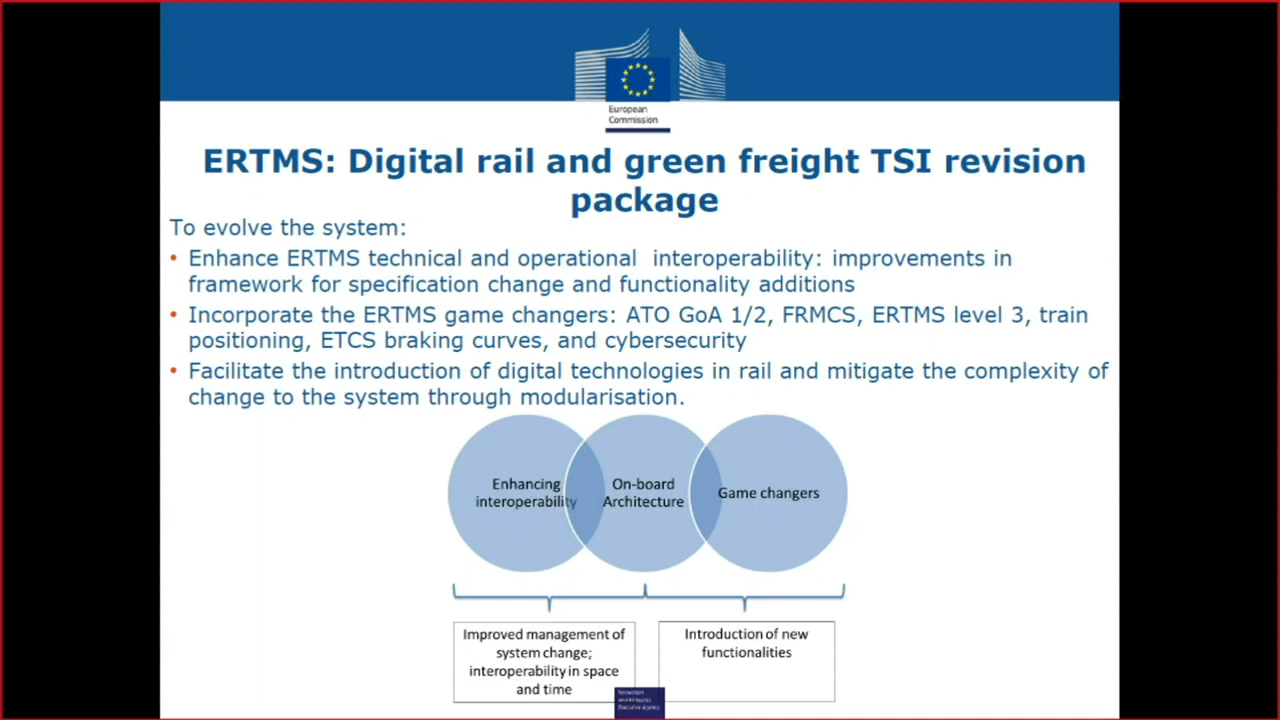 European
Commission
ERTMS: Digital rail and green freight TSI revision
package
To evolve the system:
• Enhance ERTMS technical and operational interoperability: improvements in
framework for specification change and functionality additions
• Incorporate the ERTMS game changers: ATO GoA 1/2, FRMCS, ERTMS level 3, train
positioning, ETCS braking curves, and cybersecurity
• Facilitate the introduction of digital technologies in rail and mitigate the complexity of
change to the system through modularisation.
Enhancing
interoperability
On-board
Architecture
Game changers
Improved management of
system change;
interoperability in space
and time
Introduction of new
functionalities
Executive Agency